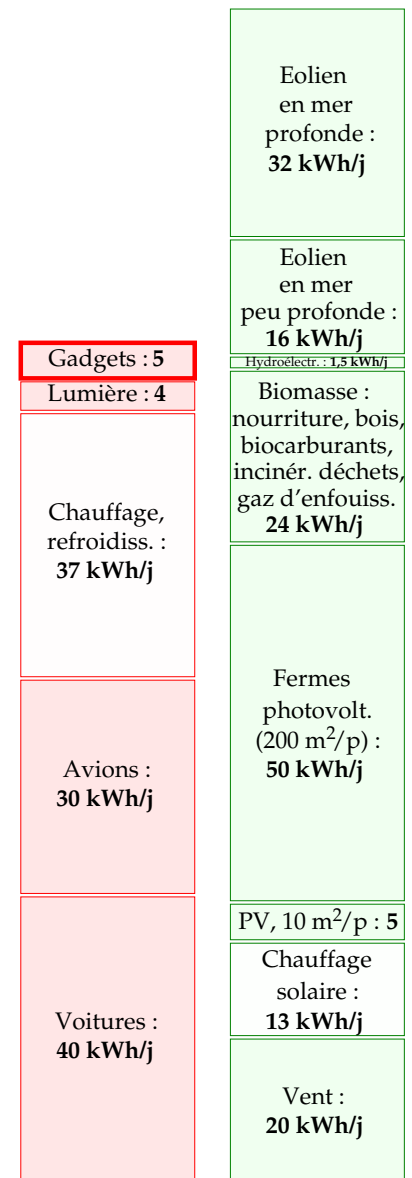 Gadgets : 5
Lumière : 4
Chauffage,
refroidiss. :
37 kWh/j
Avions :
30 kWh/j
Voitures :
40 kWh/j
Eolien
en mer
profonde :
32 kWh/j
Eolien
en mer
peu profonde :
16 kWh/j
Hydroélectr. : 1,5 kWh/j
Biomasse :
nourriture, bois,
biocarburants,
incinér. déchets,
gaz d’enfouiss.
24 kWh/j
Fermes
photovolt.
(200 m²/p) :
50 kWh/j
PV, 10 m²/p : 5
Chauffage
solaire :
13 kWh/j
Vent :
20 kWh/j